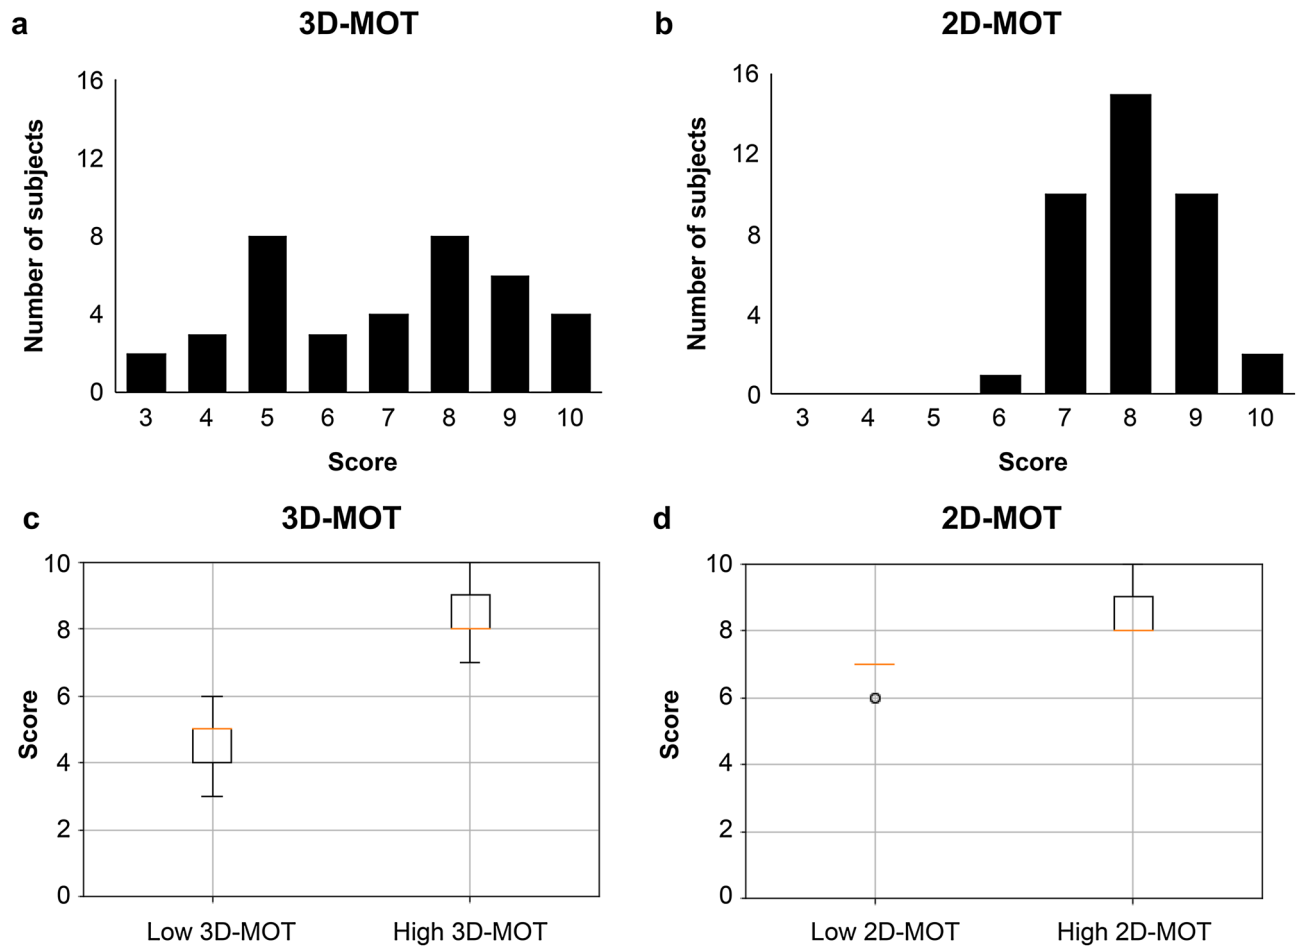 a 3D-MOT
16
12
8
4
0
Number of subjects
3 4 5 6 7 8 9 10
Score
b 2D-MOT
16
12
8
4
0
Number of subjects
3 4 5 6 7 8 9 10
Score
c 3D-MOT
10
8
6
4
2
0
Score
Low 3D-MOT High 3D-MOT
d 2D-MOT
10
8
6
4
2
0
Score
Low 2D-MOT High 2D-MOT